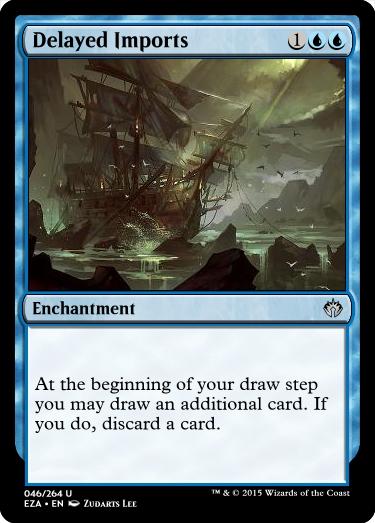 Delayed Imports 1
Enchantment
At the beginning of your draw step
you may draw an additional card. If
you do, discard a card.
046/264 U
EZA • EN Zudarts Lee
™ & © 2015 Wizards of the Coast